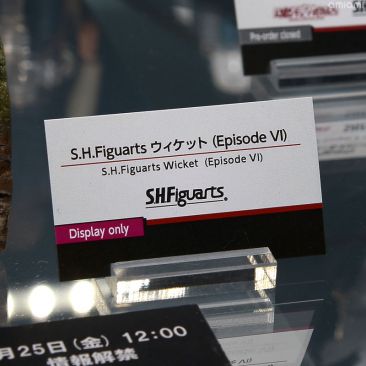 amiami
Pre-order closed
S.H.Figuarts ウィケット (Episode VI)
S.H.Figuarts Wicket (Episode VI)
S.H.Figuarts
Display only
月25日(金) 12:00
情報解禁